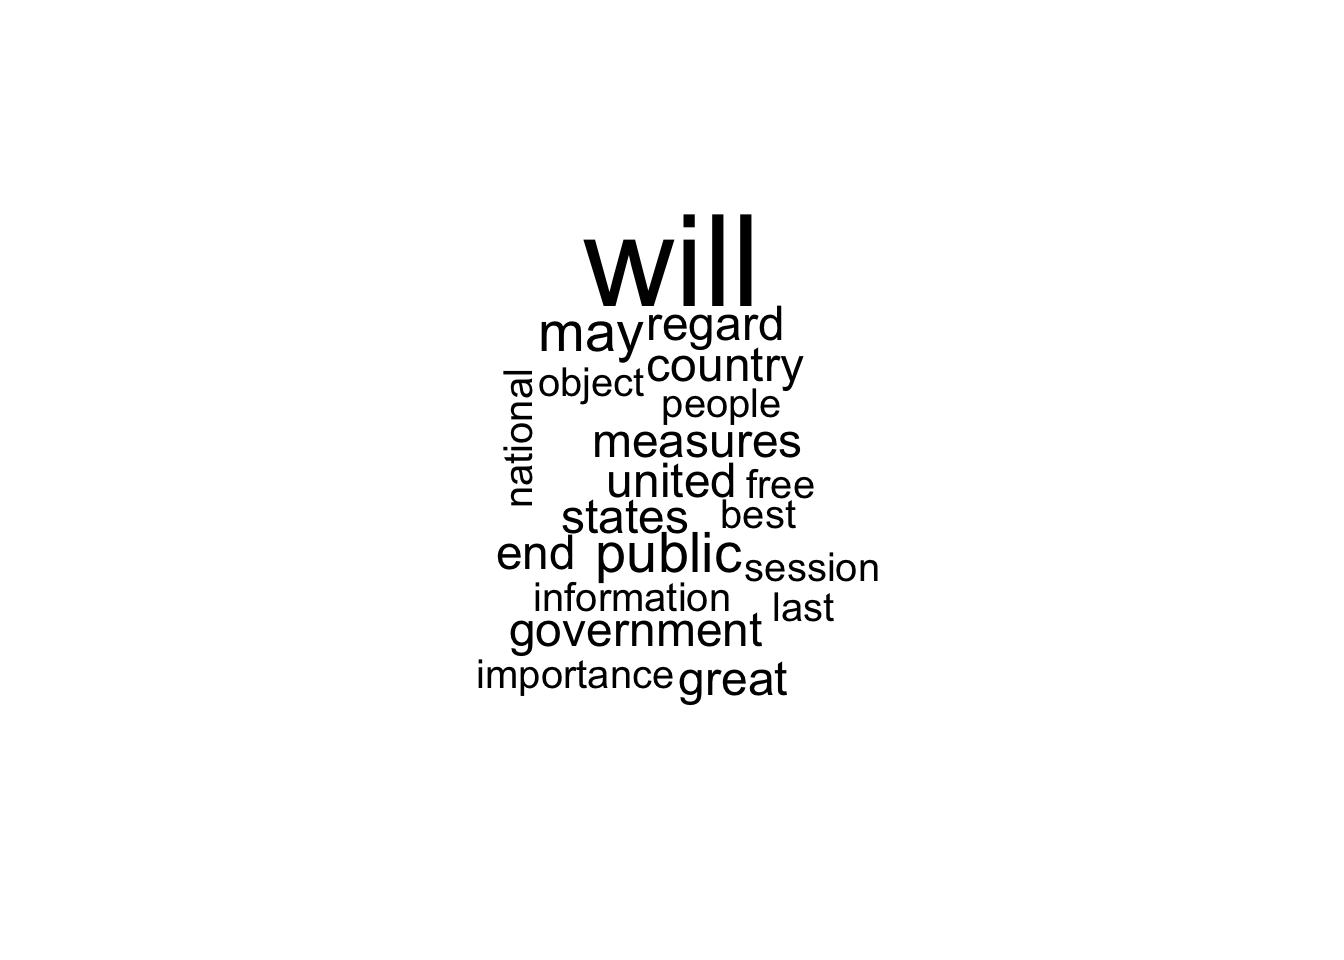 will
may regard
country
object
national
people
measures
united free
states best
end public session
information last
government
importance great